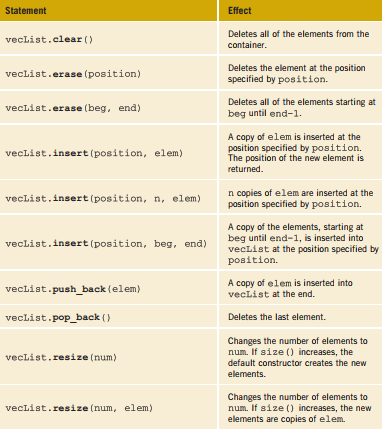 Statement Effect
vecList.clear() Deletes all of the elements from the
container.
vecList.erase(position) Deletes the element at the position
specified by position.
vecList.erase(beg, end) Deletes all of the elements starting at
beg until end-1.
vecList.insert(position, elem) A copy of elem is inserted at the
position specified by position.
The position of the new element is
returned.
vecList.insert(position, n, elem) n copies of elem are inserted at the
position specified by position.
vecList.insert(position, beg, end) A copy of the elements, starting at
beg until end-1, is inserted into
vecList at the position specified by
position.
vecList.push_back(elem) A copy of elem is inserted into
vecList at the end.
vecList.pop_back() Deletes the last element.
vecList.resize(num) Changes the number of elements to
num. If size() increases, the
default constructor creates the new
elements.
vecList.resize(num, elem) Changes the number of elements to
num. If size() increases, the new
elements are copies of elem.